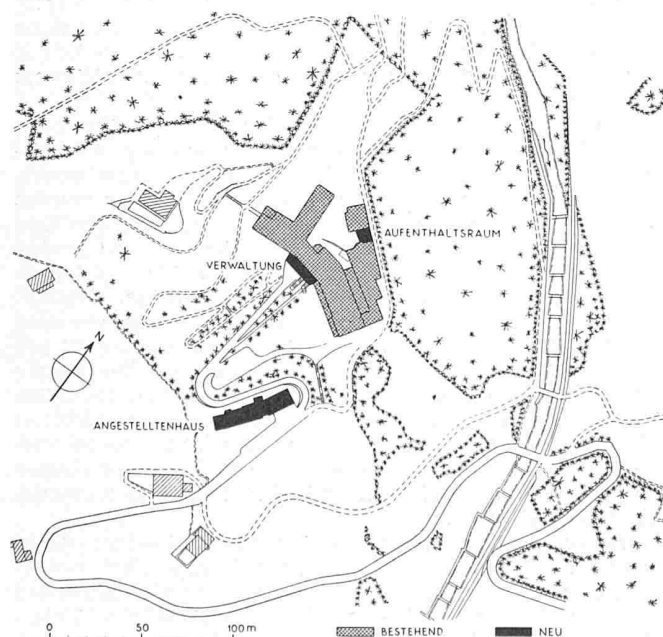 AUFENTHALTSRAUM
VERWALTUNG
N
ANGESTELLTENHAUS
0 50 100 m
BESTEHEND NEU